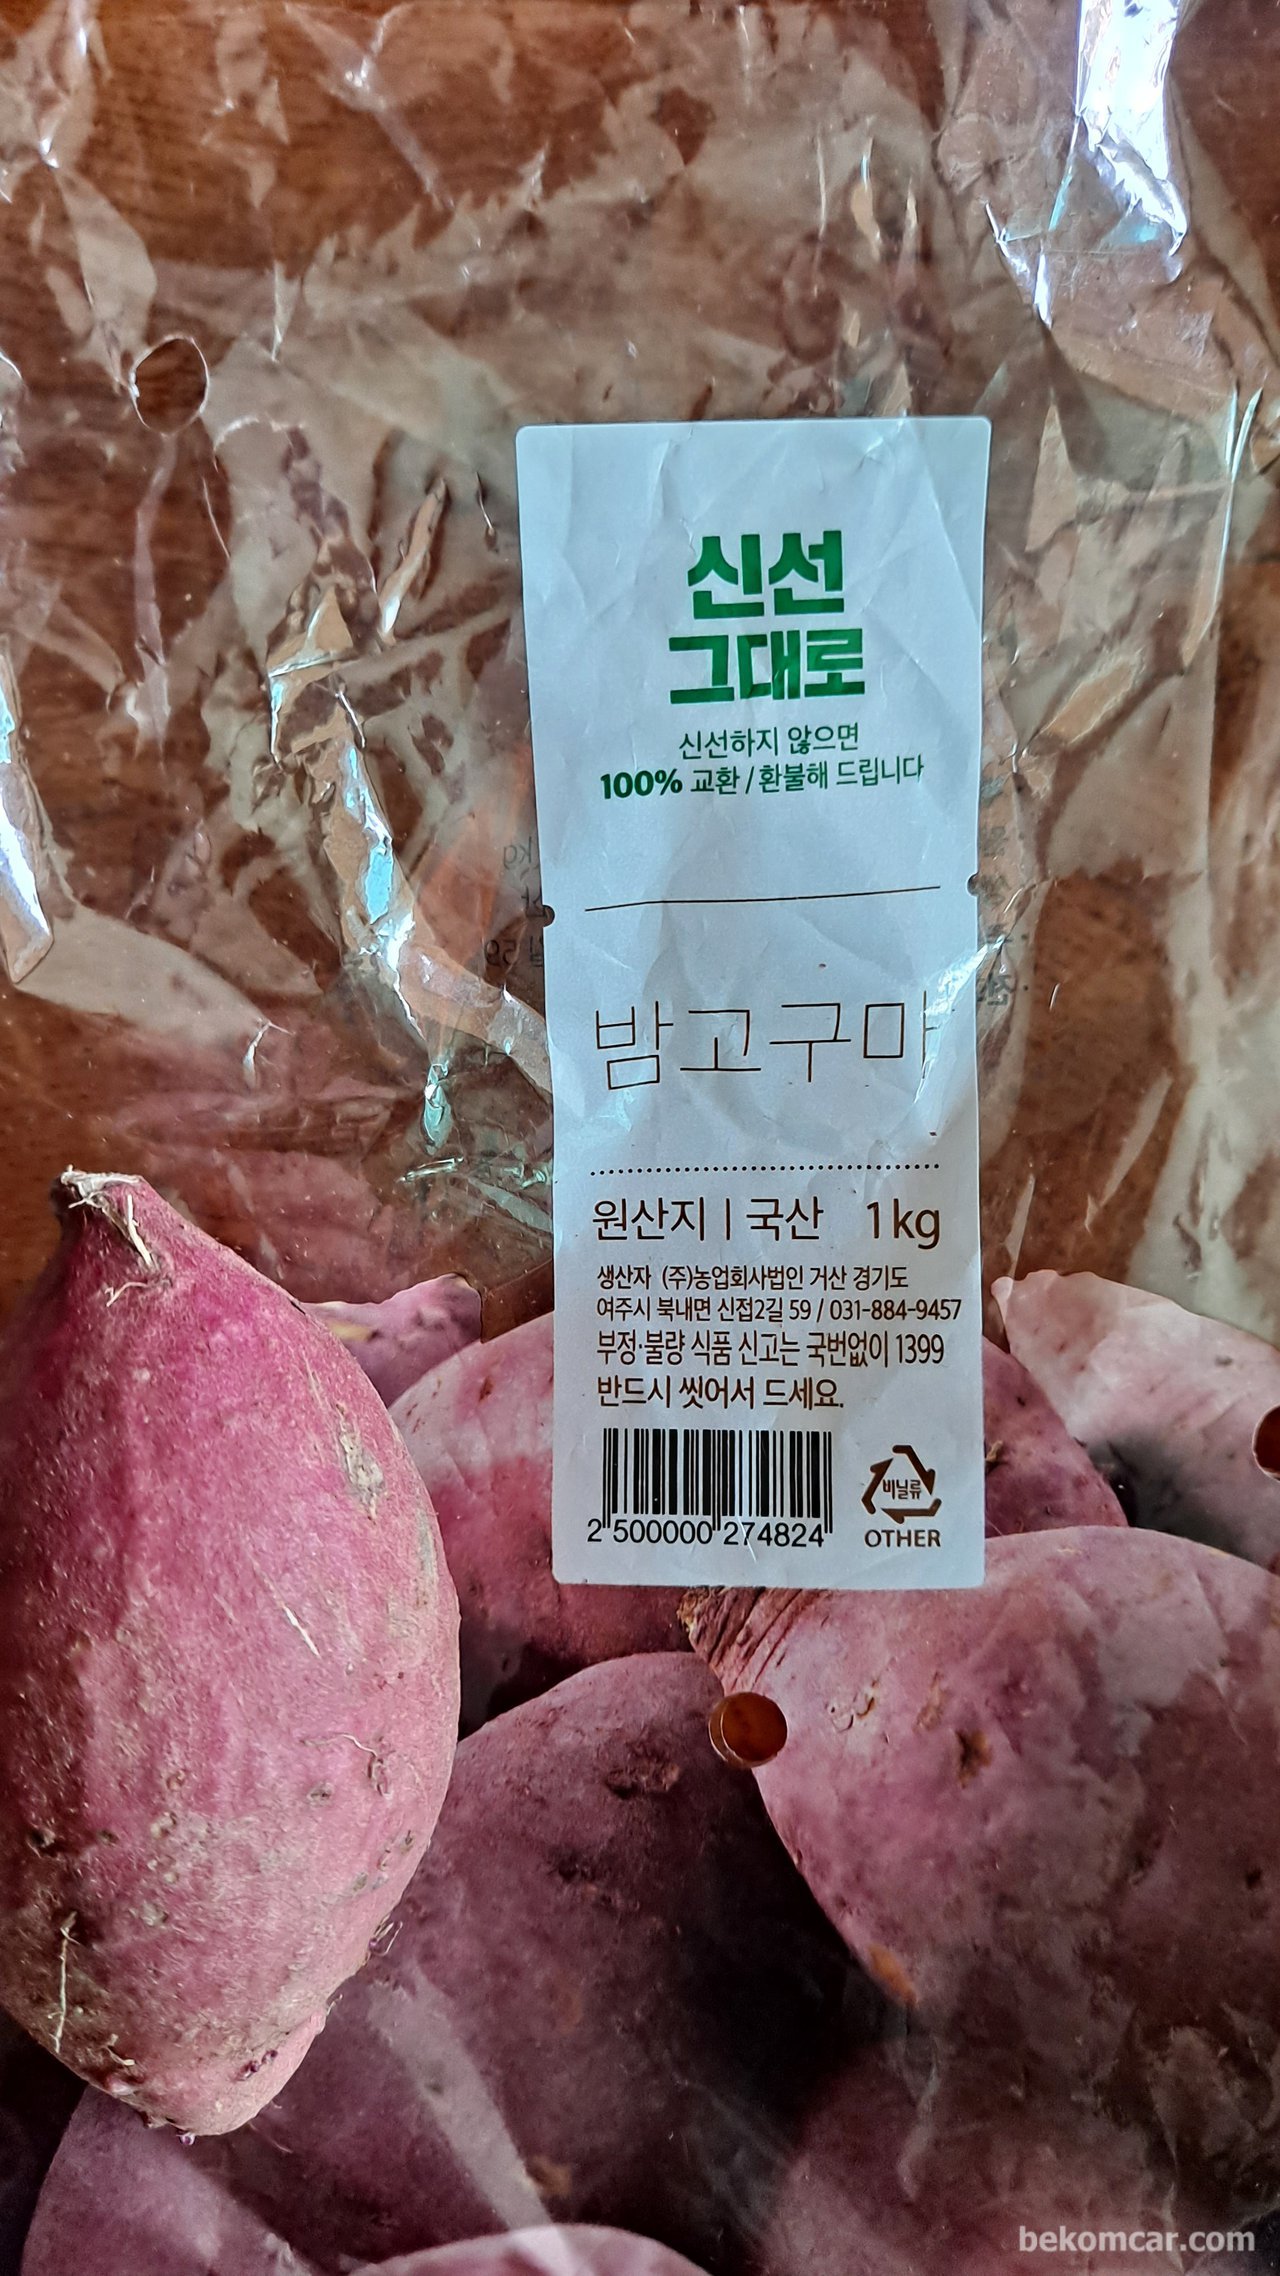 신선
그대로
신선하지 않으면
100% 교환 / 환불해 드립니다
밤고구마
원산지 | 국산 1kg
생산자 (주)농업회사법인 거산 경기도
여주시 북내면 신접2길 59 / 031-884-9457
부정·불량 식품 신고는 국번없이 1399
반드시 씻어서 드세요.
비닐류
OTHER
2 500000 274824
bekomcar.com